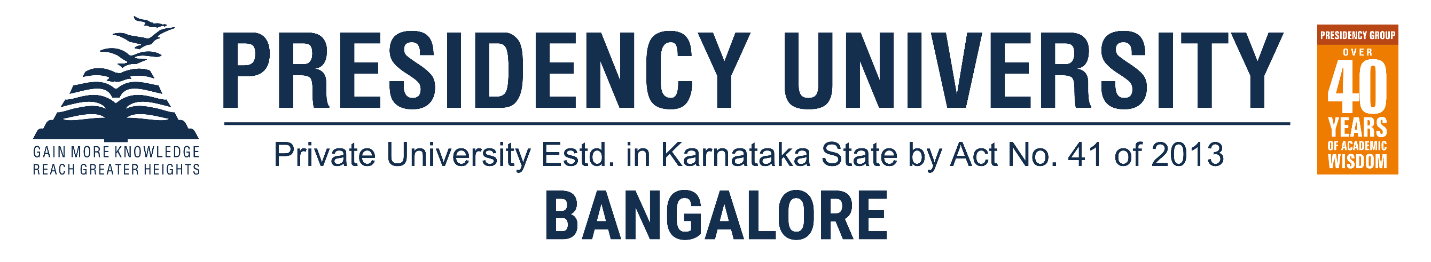 GAIN MORE KNOWLEDGE
REACH GREATER HEIGHTS
PRESIDENCY UNIVERSITY
Private University Estd. in Karnataka State by Act No. 41 of 2013
BANGALORE
PRESIDENCY GROUP
OVER
40
YEARS
OF ACADEMIC
WISDOM